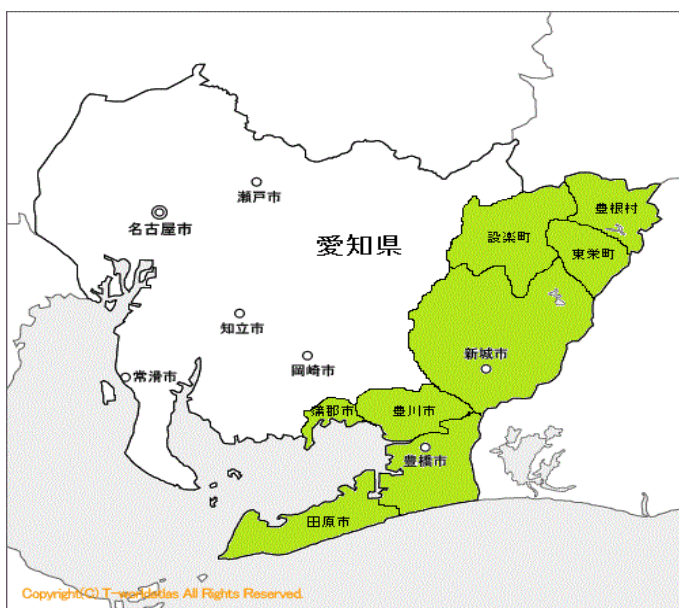 瀬戸市
豊根村
名古屋市
設楽町
愛知県
東栄町
知立市
新城市
岡崎市
常滑市
蒲郡市
豊川市
豊橋市
田原市
Copyright(C) T-worldatlas All Rights Reserved.